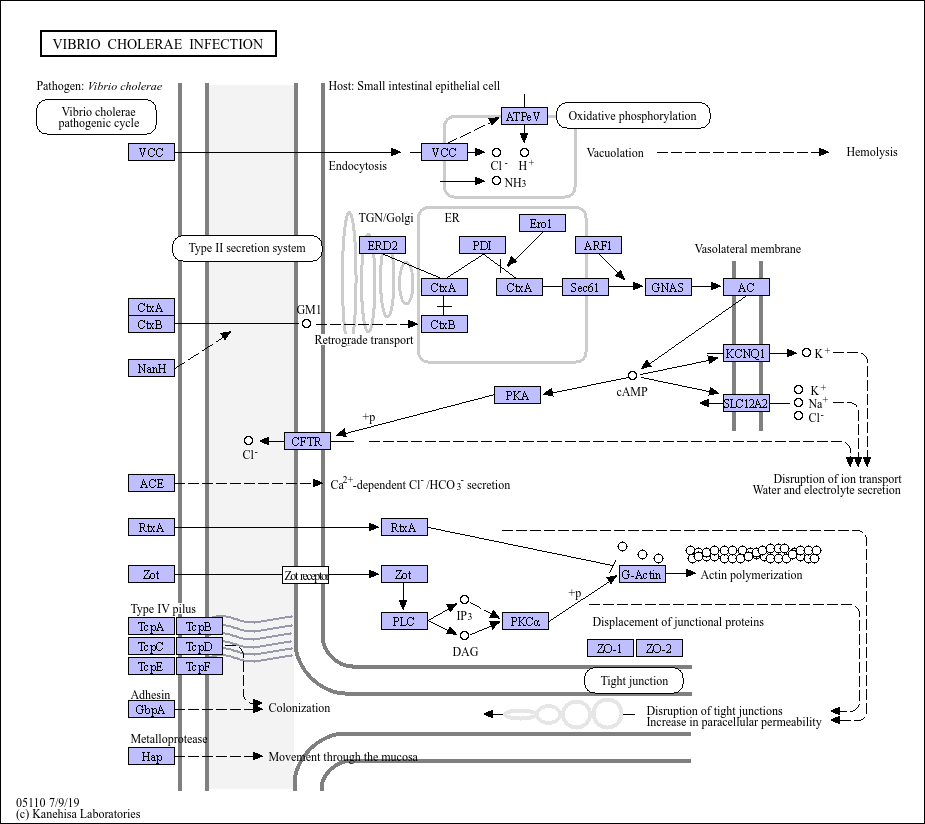 VIBRIO CHOLERAE INFECTION
Pathogen: Vibrio cholerae
Host: Small intestinal epithelial cell
Vibrio cholerae
pathogenic cycle
ATPeV
Oxidative phosphorylation
VCC
VCC
Endocytosis
Cl-
H+
NH3
Vacuolation
Hemolysis
TGN/Golgi
ER
Ero1
Type II secretion system
ERD2
PDI
ARF1
Vasolateral membrane
CtxA
CtxA
Sec61
GNAS
AC
CtxA
CtxB
GM1
CtxB
Retrograde transport
NanH
KCNQ1
K+
cAMP
PKA
K+
SLC12A2
Na+
Cl-
+p
CFTR
Cl-
Disruption of ion transport
Water and electrolyte secretion
ACE
Ca2+-dependent Cl-/HCO3- secretion
RtxA
RtxA
Zot
Zot receptor
Zot
G-Actin
Actin polymerization
+p
Type IV pilus
TcpA
TcpB
TcpC
TcpD
TcpE
TcpF
PLC
IP3
DAG
PKCα
Displacement of junctional proteins
ZO-1
ZO-2
Tight junction
Adhesin
GbpA
Colonization
Disruption of tight junctions
Increase in paracellular permeability
Metalloprotease
Hap
Movement through the mucosa
05110 7/9/19
(c) Kanehisa Laboratories